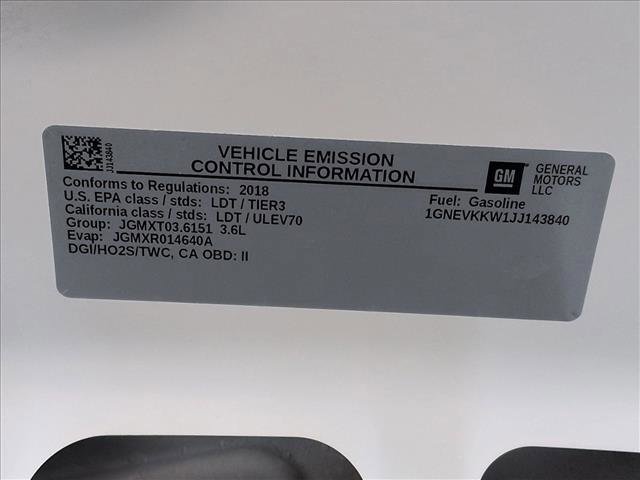 JJ143840
VEHICLE EMISSION
CONTROL INFORMATION
GM
GENERAL
MOTORS
LLC
Conforms to Regulations: 2018
U.S. EPA class / stds: LDT / TIER3
California class / stds: LDT / ULEV70
Group: JGMXT03.6151 3.6L
Evap: JGMXR014640A
DGI/HO2S/TWC, CA OBD: II
Fuel: Gasoline
1GNEVKKW1JJ143840